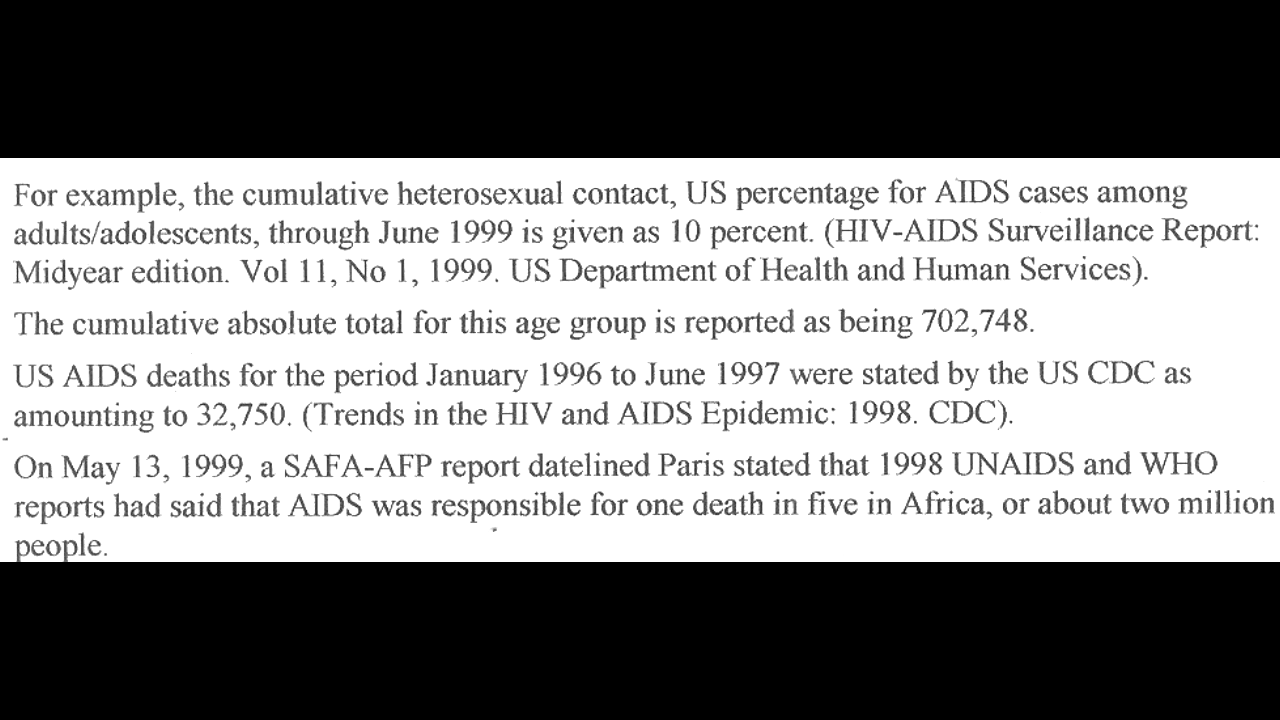 For example, the cumulative heterosexual contact, US percentage for AIDS cases among
adults/adolescents, through June 1999 is given as 10 percent. (HIV-AIDS Surveillance Report:
Midyear edition. Vol 11, No 1, 1999. US Department of Health and Human Services).
The cumulative absolute total for this age group is reported as being 702,748.
US AIDS deaths for the period January 1996 to June 1997 were stated by the US CDC as
amounting to 32,750. (Trends in the HIV and AIDS Epidemic: 1998. CDC).
On May 13, 1999, a SAFA-AFP report datelined Paris stated that 1998 UNAIDS and WHO
reports had said that AIDS was responsible for one death in five in Africa, or about two million
people.